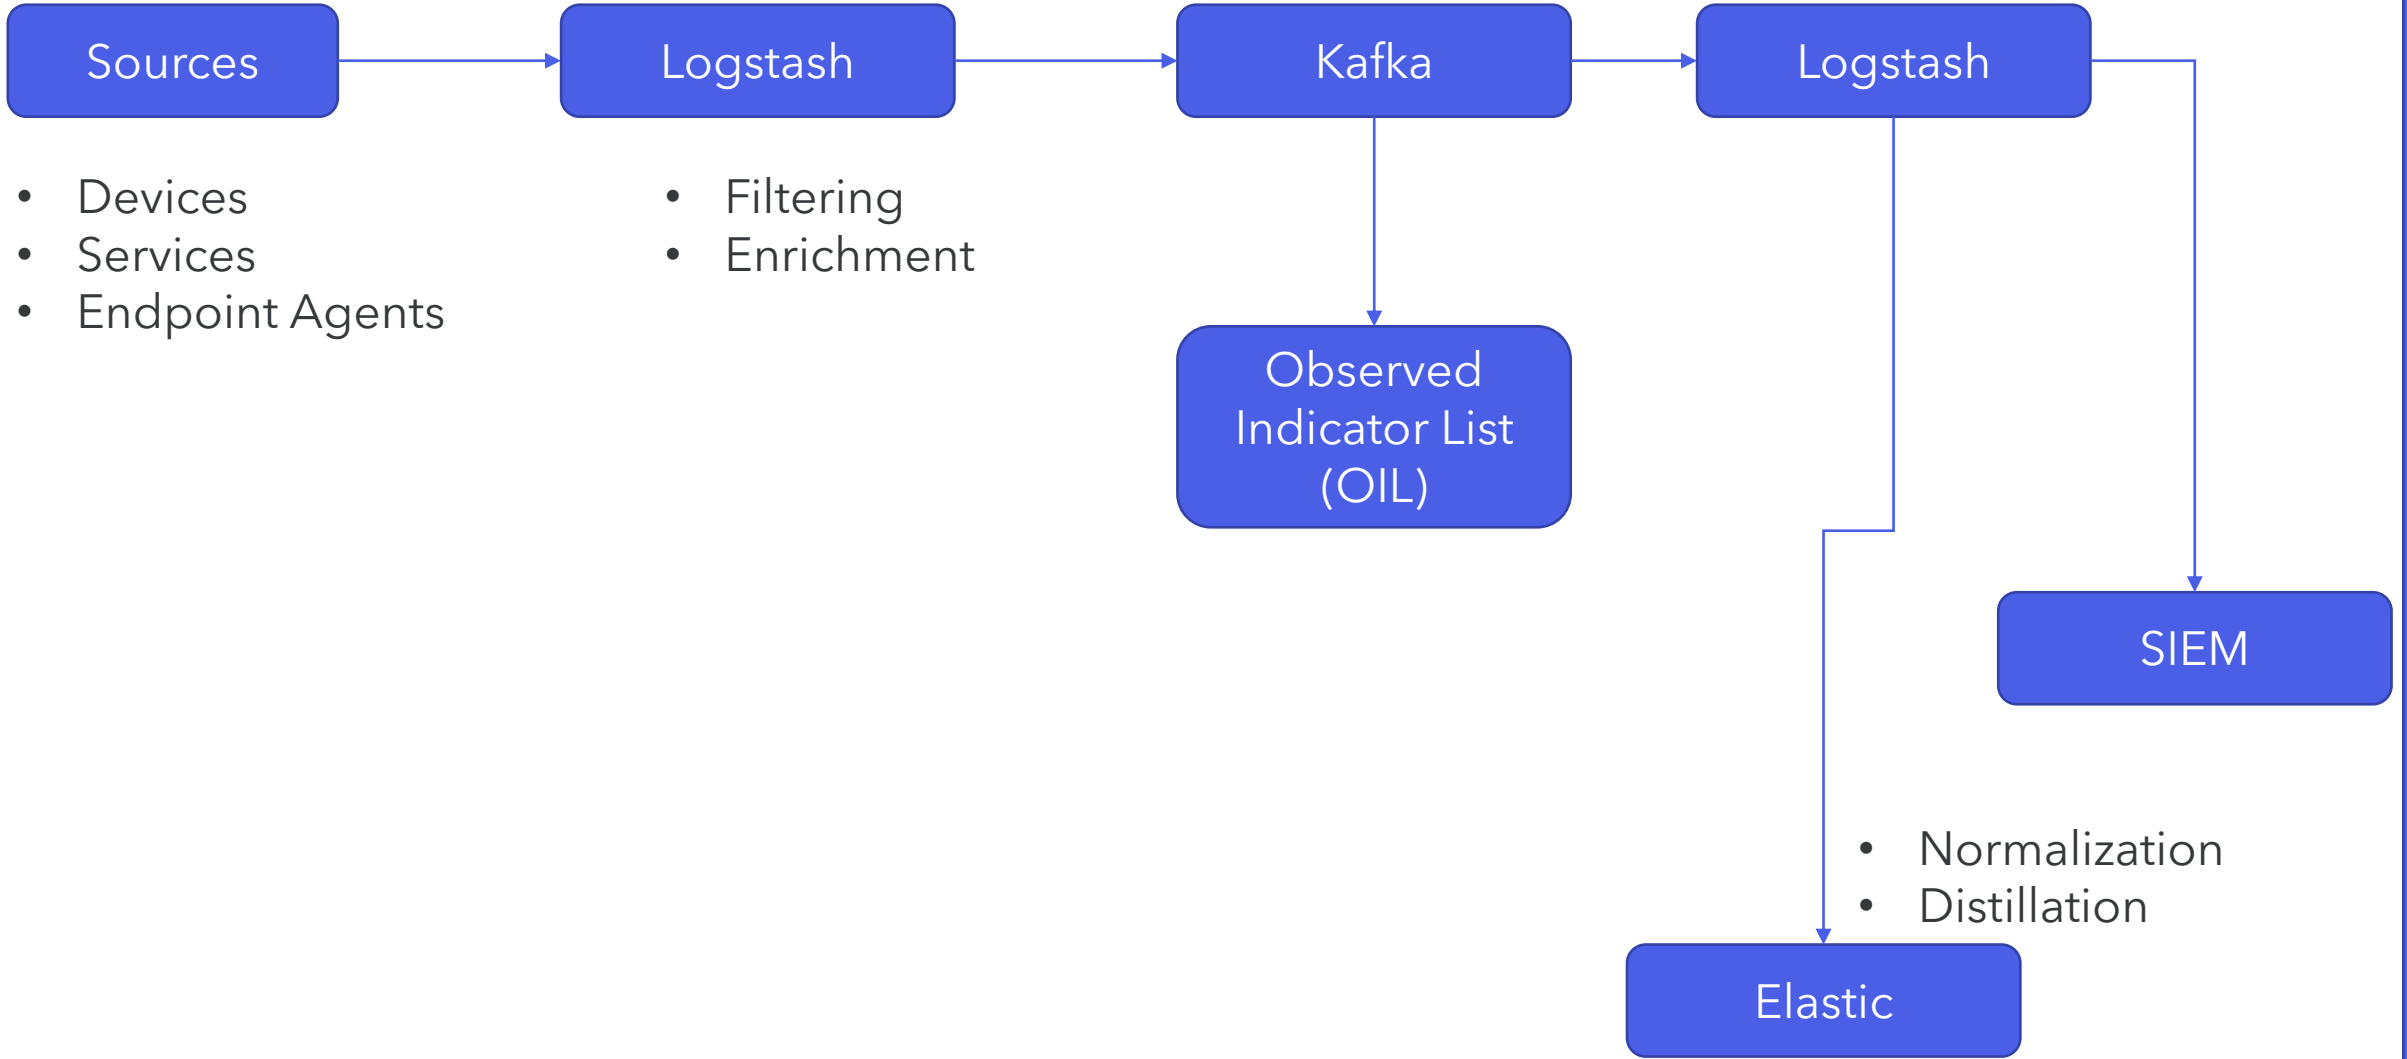 Sources
Logstash
Kafka
Logstash
• Devices
• Services
• Endpoint Agents
• Filtering
• Enrichment
Observed
Indicator List
(OIL)
SIEM
• Normalization
• Distillation
Elastic